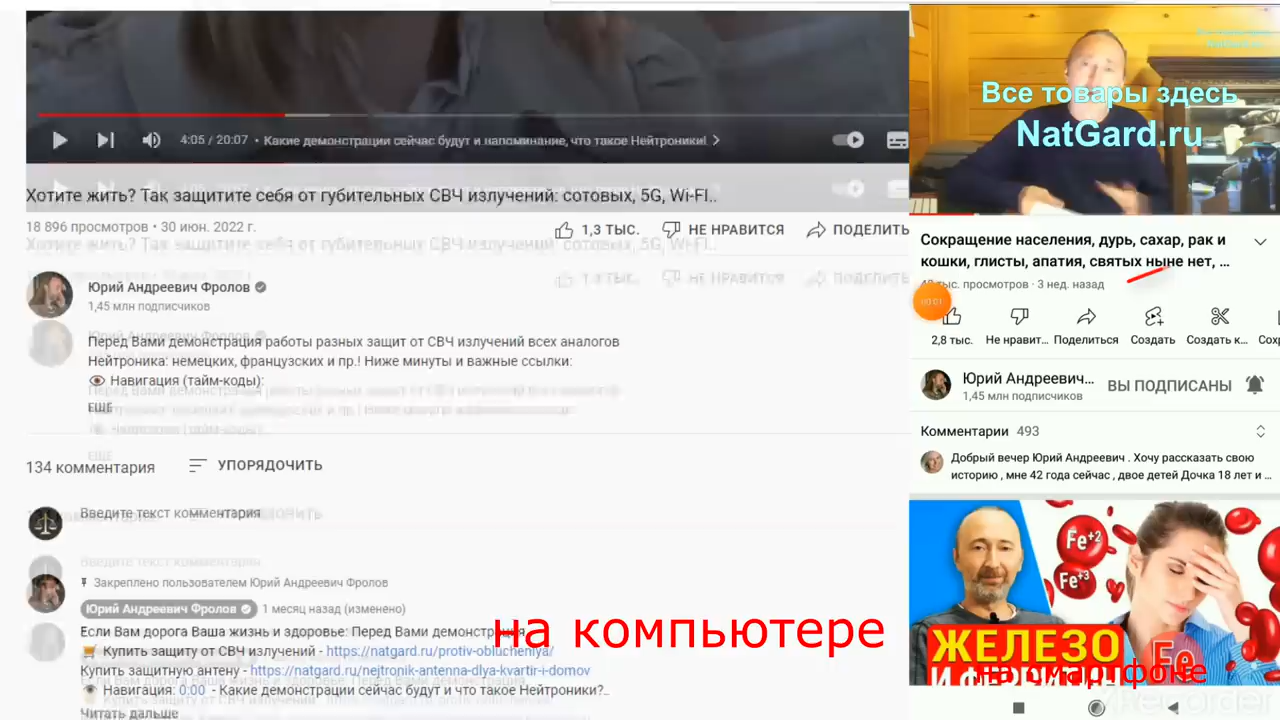 4:05 / 20:07 • Какие демонстрации сейчас будут и напоминание, что такое Нейтроники! >
Хотите жить? Так защитите себя от губительных СВЧ излучений: сотовых, 5G, Wi-FI..
18 896 просмотров • 30 июн. 2022 г.
1,3 ТЫС.
НЕ НРАВИТСЯ
ПОДЕЛИТЬ
Юрий Андреевич Фролов
1,45 млн подписчиков
Перед Вами демонстрация работы разных защит от СВЧ излучений всех аналогов
Нейтроника: немецких, французских и пр.! Ниже минуты и важные ссылки:
Навигация (тайм-коды):
ЕЩЕ
134 комментария
УПОРЯДОЧИТЬ
Введите текст комментария
Закреплено пользователем Юрий Андреевич Фролов
Юрий Андреевич Фролов
1 месяц назад (изменено)
Если Вам дорога Ваша жизнь и здоровье: Перед Вами демонстрация
Купить защиту от СВЧ излучений - https://natgard.ru/protiv-oblucheniya/
Купить защитную антену - https://natgard.ru/nejtronik-antenna-dlya-kvartir-i-domov
Навигация: 0:00 - Какие демонстрации сейчас будут и что такое Нейтроники?..
Читать дальше
на компьютере
Все товары здесь
NatGard.ru
Сокращение населения, дурь, сахар, рак и
кошки, глисты, апатия, святых ныне нет, ...
тыс. просмотров · 3 нед. назад
00:01
2,8 тыс.
Не нравит...
Поделиться
Создать
Создать к...
Юрий Андреевич...
ВЫ ПОДПИСАНЫ
1,45 млн подписчиков
Комментарии 493
Добрый вечер Юрий Андреевич . Хочу рассказать свою
историю , мне 42 года сейчас , двое детей Дочка 18 лет и ...
Fe+2
Fe+3
Fe
ЖЕЛЕЗО